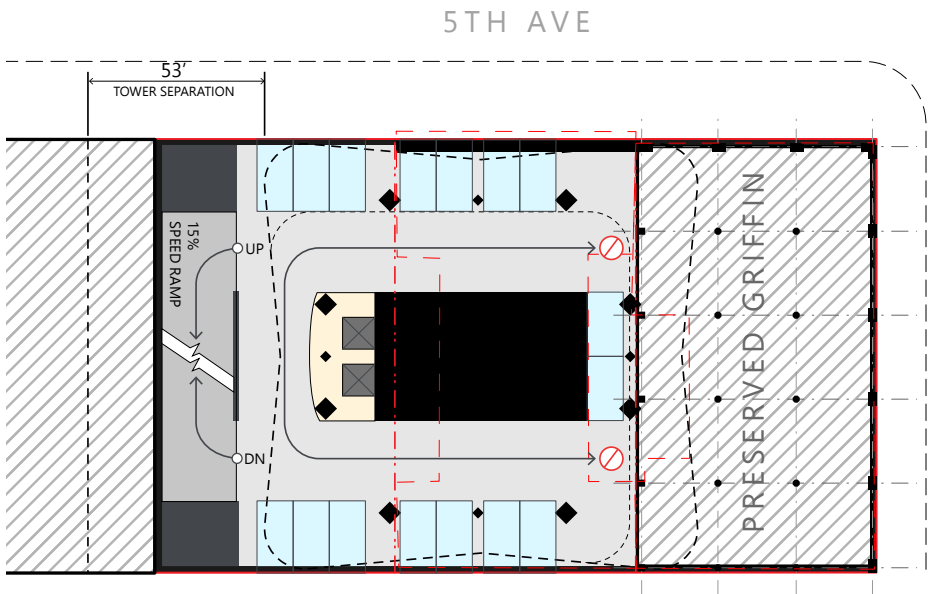 5TH AVE
53'
TOWER SEPARATION
15%
SPEED RAMP
UP
DN
PRESERVED GRIFFIN